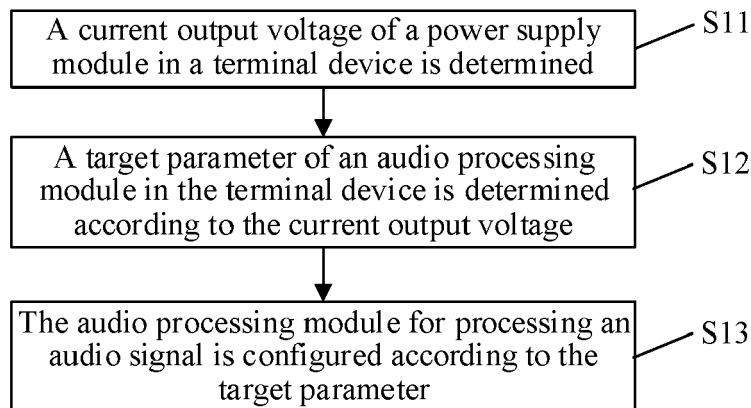 A current output voltage of a power supply
module in a terminal device is determined
S11
A target parameter of an audio processing
module in the terminal device is determined
according to the current output voltage
S12
The audio processing module for processing an
audio signal is configured according to the
target parameter
S13